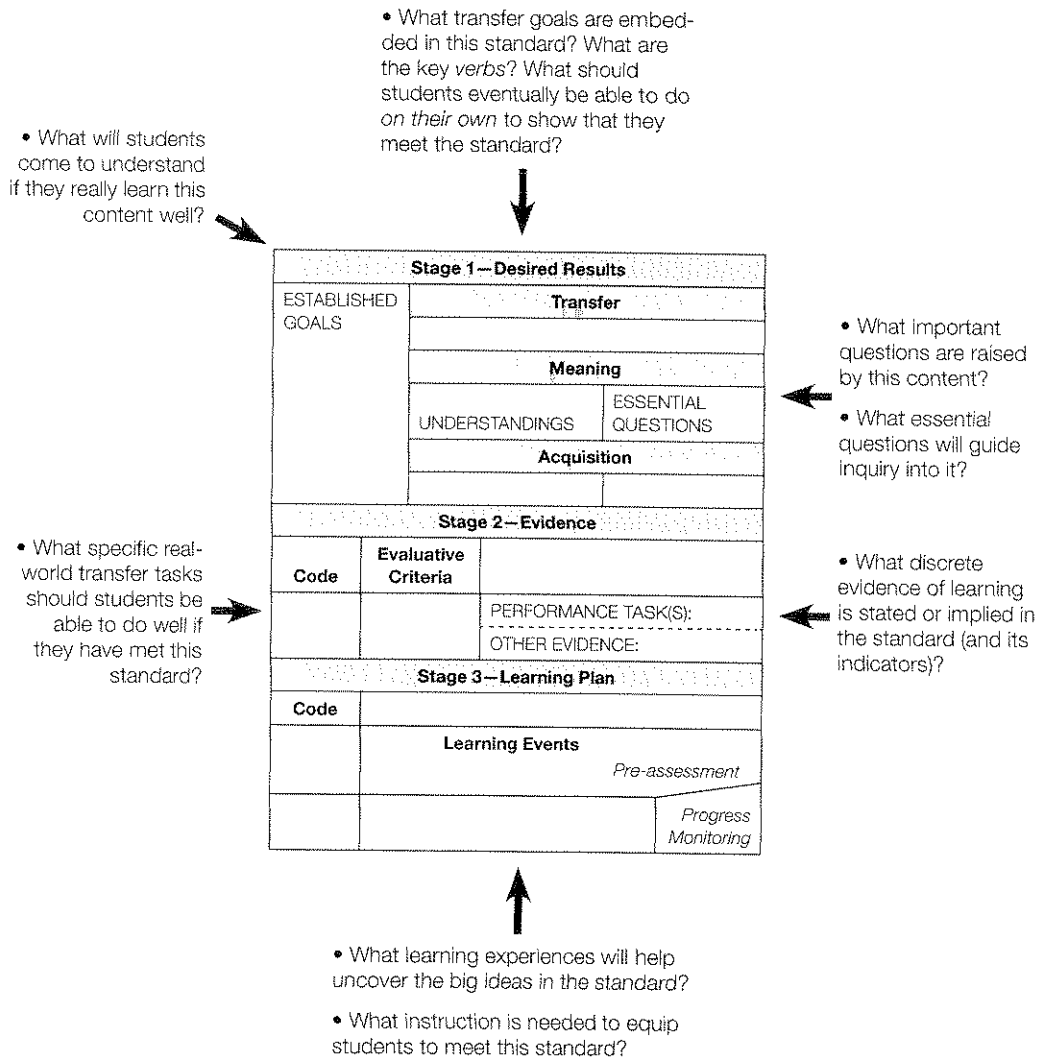 • What transfer goals are embed-
ded in this standard? What are
the key verbs? What should
students eventually be able to do
on their own to show that they
meet the standard?
• What will students
come to understand
if they really learn this
content well?
Stage 1—Desired Results
ESTABLISHED
GOALS
Transfer
Meaning
UNDERSTANDINGS
ESSENTIAL
QUESTIONS
Acquisition
• What important
questions are raised
by this content?
• What essential
questions will guide
inquiry into it?
Stage 2—Evidence
Code
Evaluative
Criteria
PERFORMANCE TASK(S):
OTHER EVIDENCE:
• What specific real-
world transfer tasks
should students be
able to do well if
they have met this
standard?
• What discrete
evidence of learning
is stated or implied in
the standard (and its
indicators)?
Stage 3—Learning Plan
Code
Learning Events
Pre-assessment
Progress
Monitoring
• What learning experiences will help
uncover the big ideas in the standard?
• What instruction is needed to equip
students to meet this standard?